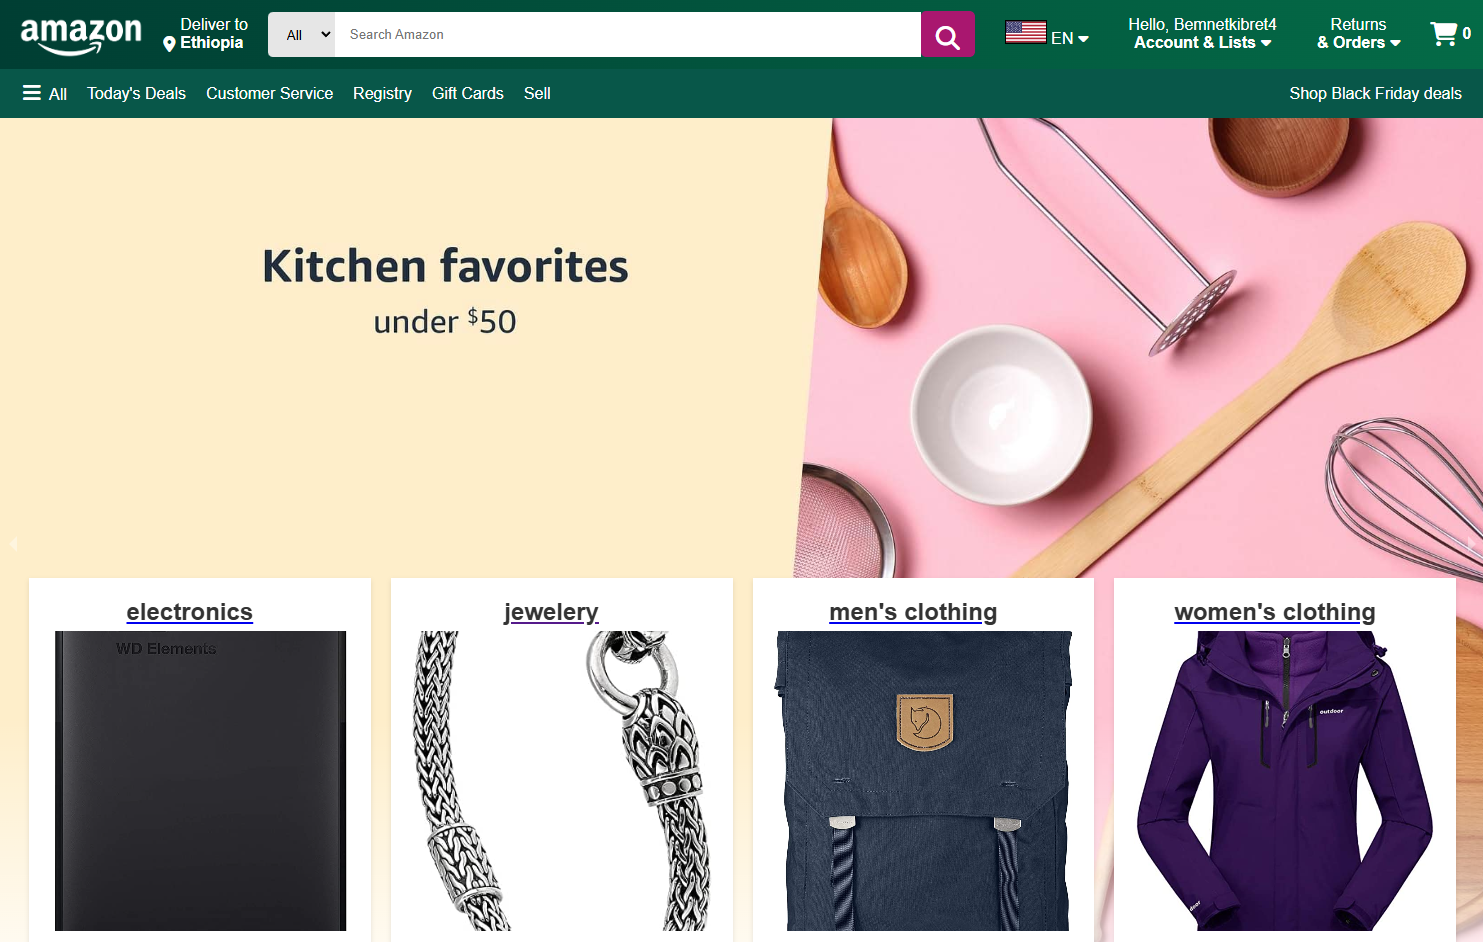 amazon
Deliver to
Ethiopia
All
Search Amazon
EN
Hello, Bemnetkibret4
Account & Lists
Returns
& Orders
0
All
Today's Deals
Customer Service
Registry
Gift Cards
Sell
Shop Black Friday deals
Kitchen favorites
under $50
electronics
jewelery
men's clothing
women's clothing
WD Elements
outdoor